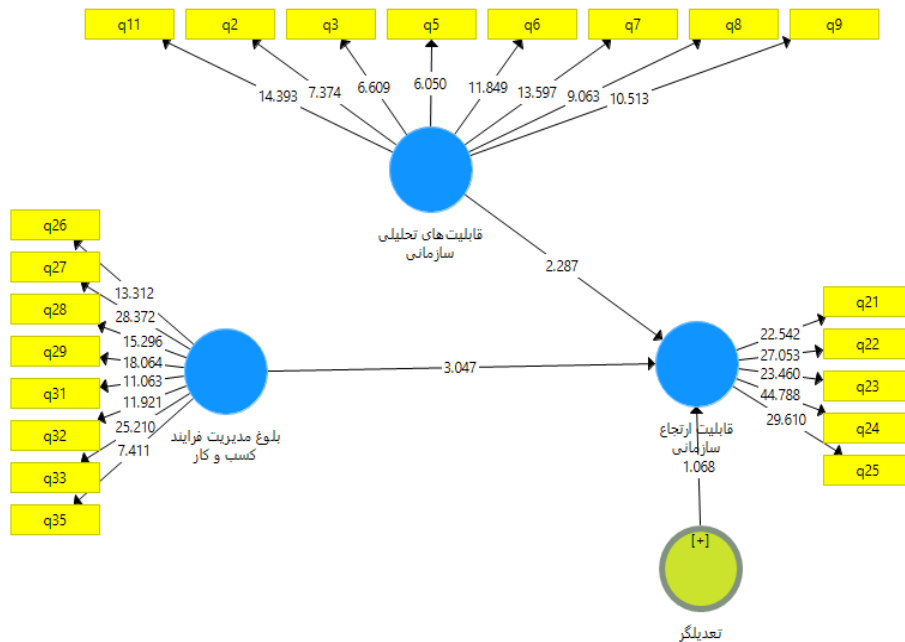 q11
q2
q3
q5
q6
q7
q8
q9
14.393
7.374
6.609
6.050
11.849
13.597
9.063
10.513
قابلیت‌های تحلیلی
سازمانی
2.287
q26
q27
q28
q29
q31
q32
q33
q35
13.312
28.372
15.296
18.064
11.063
11.921
25.210
7.411
بلوغ مدیریت فرایند
کسب و کار
3.047
q21
q22
q23
q24
q25
22.542
27.053
23.460
44.788
29.610
قابلیت ارتجاع
سازمانی
1.068
[+]
تعدیلگر